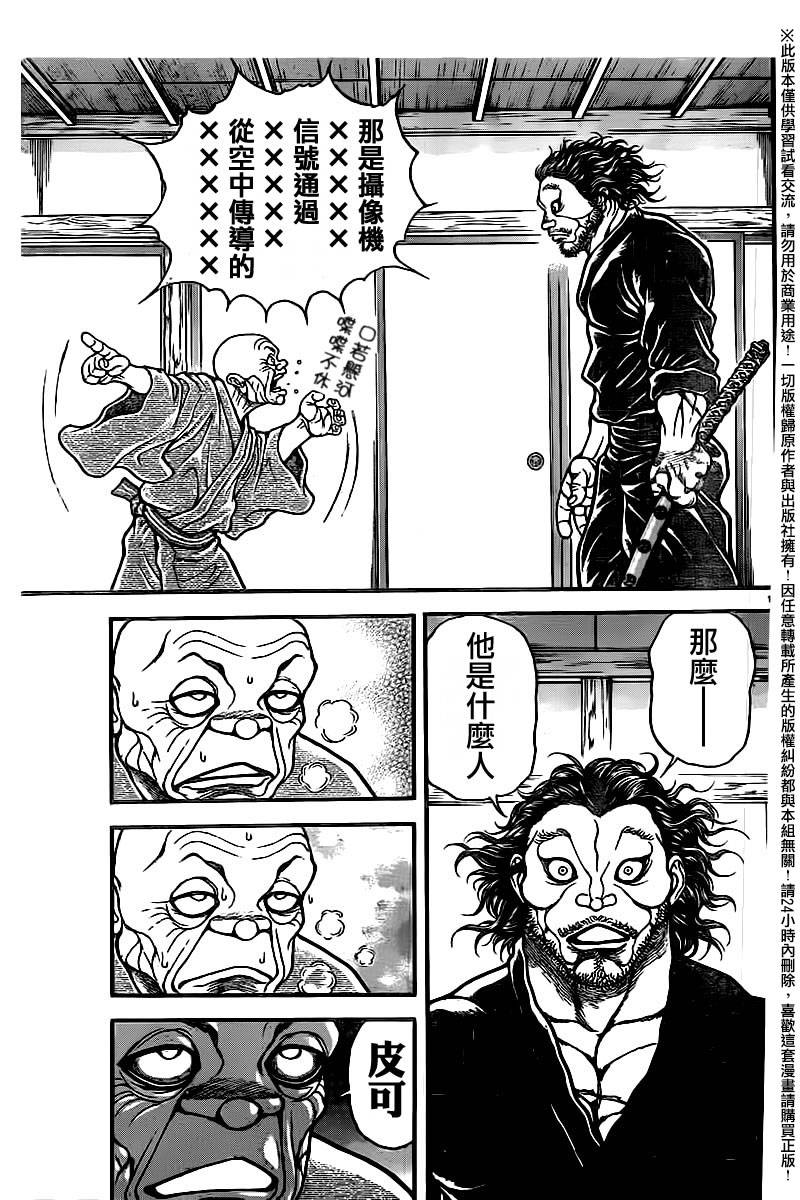 那是攝像機
××××××
信號通過
××××
×××××××
從空中傳導的
×××××××
口若懸河
喋喋不休
那麼——
他是什麼人
皮可
※此版本僅供學習試看交流，請勿用於商業用途！一切版權歸原作者與出版社擁有！因任意轉載所產生的版權糾紛都與本組無關！請24小時內刪除，喜歡這套漫畫請購買正版！